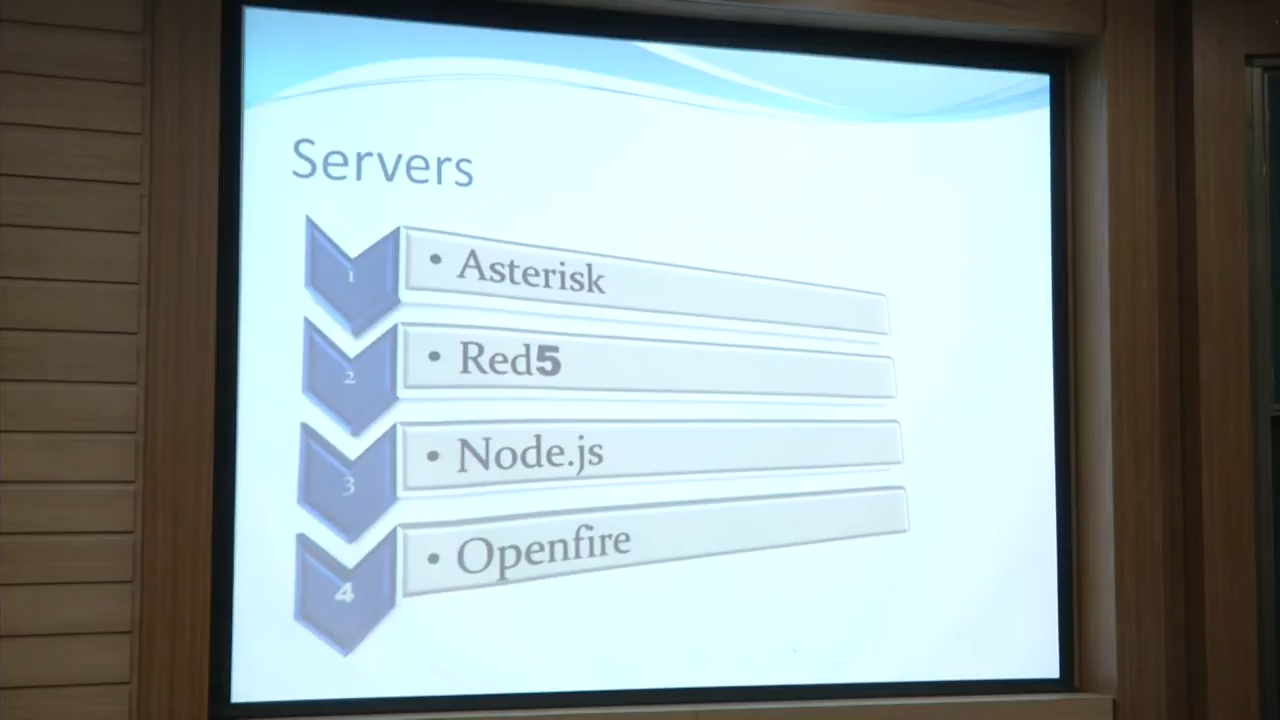 Servers
1
• Asterisk
2
• Red5
3
• Node.js
4
• Openfire